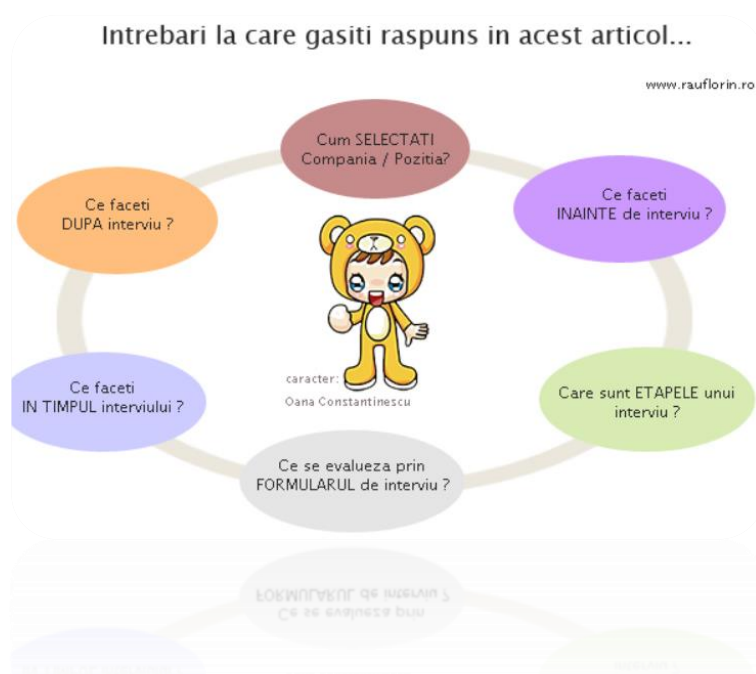 Intrebari la care gasiti raspuns in acest articol...
www.rauflorin.ro
Cum SELECTATI
Compania / Pozitia?
Ce faceti
INAINTE de interviu ?
Care sunt ETAPELE unui
interviu ?
Ce se evalueza prin
FORMULARUL de interviu ?
Ce faceti
IN TIMPUL interviului ?
Ce faceti
DUPA interviu ?
caracter:
Oana Constantinescu